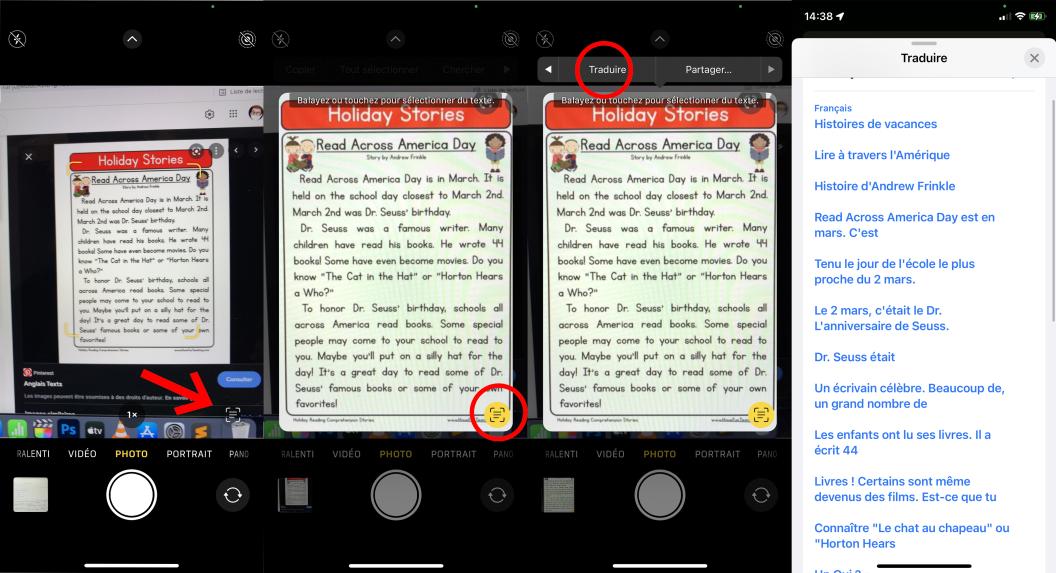 Liste de lect
Holiday Stories
Read Across America Day
Story by Andrew Frinkle
Read Across America Day is in March. It is
held on the school day closest to March 2nd.
March 2nd was Dr. Seuss' birthday.
Dr. Seuss was a famous writer. Many
children have read his books. He wrote 44
books! Some have even become movies. Do you
know "The Cat in the Hat" or "Horton Hears
a Who?"
To honor Dr. Seuss' birthday, schools all
across America read books. Some special
people may come to your school to read to
you. Maybe you'll put on a silly hat for the
day! It's a great day to read some of Dr.
Seuss' famous books or some of your own
favorites!
Holiday Reading Comprehension Stories
Pinterest
Anglais Texts
Consulter
Les images peuvent être soumises à des droits d'auteur. En savoir
Images similaires
1×
RALENTI VIDÉO PHOTO PORTRAIT PANO
Copier Tout sélectionner Chercher
Balayez ou touchez pour sélectionner du texte.
Holiday Stories
Read Across America Day
Story by Andrew Frinkle
Read Across America Day is in March. It is
held on the school day closest to March 2nd.
March 2nd was Dr. Seuss' birthday.
Dr. Seuss was a famous writer. Many
children have read his books. He wrote 44
books! Some have even become movies. Do you
know "The Cat in the Hat" or "Horton Hears
a Who?"
To honor Dr. Seuss' birthday, schools all
across America read books. Some special
people may come to your school to read to
you. Maybe you'll put on a silly hat for the
day! It's a great day to read some of Dr.
Seuss' famous books or some of your own
favorites!
Holiday Reading Comprehension Stories
RALENTI VIDÉO PHOTO PORTRAIT PANO
Traduire Partager...
Balayez ou touchez pour sélectionner du texte.
Holiday Stories
Read Across America Day
Story by Andrew Frinkle
Read Across America Day is in March. It is
held on the school day closest to March 2nd.
March 2nd was Dr. Seuss' birthday.
Dr. Seuss was a famous writer. Many
children have read his books. He wrote 44
books! Some have even become movies. Do you
know "The Cat in the Hat" or "Horton Hears
a Who?"
To honor Dr. Seuss' birthday, schools all
across America read books. Some special
people may come to your school to read to
you. Maybe you'll put on a silly hat for the
day! It's a great day to read some of Dr.
Seuss' famous books or some of your own
favorites!
Holiday Reading Comprehension Stories
RALENTI VIDÉO PHOTO PORTRAIT PANO
14:38
Traduire
Français
Histoires de vacances
Lire à travers l'Amérique
Histoire d'Andrew Frinkle
Read Across America Day est en
mars. C'est
Tenu le jour de l'école le plus
proche du 2 mars.
Le 2 mars, c'était le Dr.
L'anniversaire de Seuss.
Dr. Seuss était
Un écrivain célèbre. Beaucoup de,
un grand nombre de
Les enfants ont lu ses livres. Il a
écrit 44
Livres ! Certains sont même
devenus des films. Est-ce que tu
Connaître "Le chat au chapeau" ou
"Horton Hears
Un Qui ?